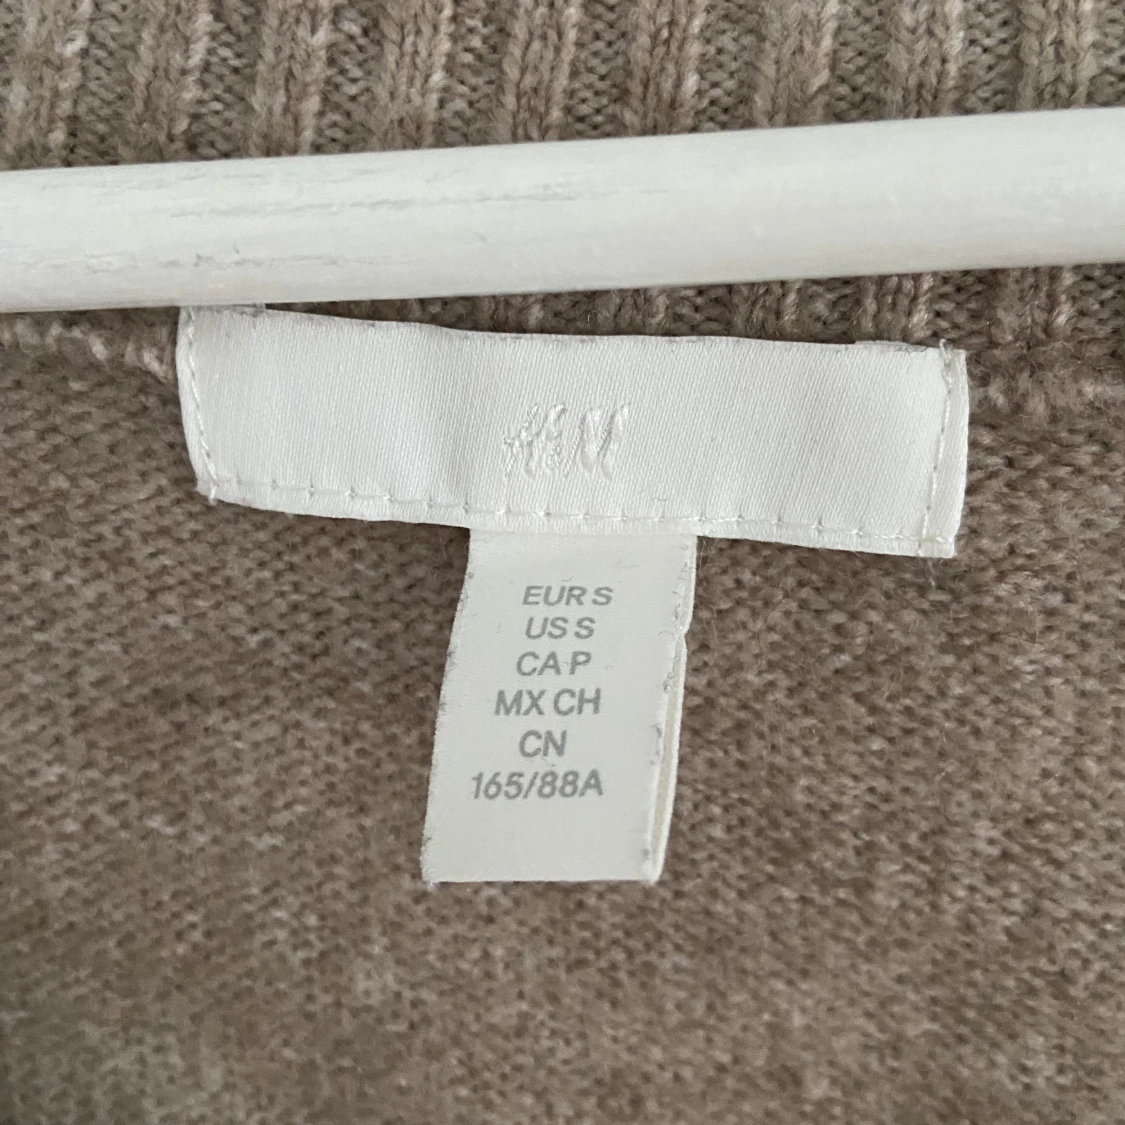 H&M
EUR S
US S
CA P
MX CH
CN
165/88A